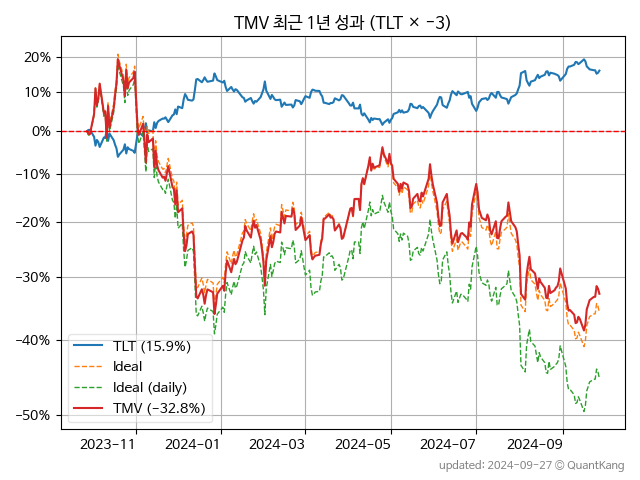 TMV 최근 1년 성과 (TLT × −3)
20%
10%
0%
−10%
−20%
−30%
−40%
−50%
TLT (15.9%)
Ideal
Ideal (daily)
TMV (−32.8%)
2023-11
2024-01
2024-03
2024-05
2024-07
2024-09
updated: 2024-09-27 © QuantKang